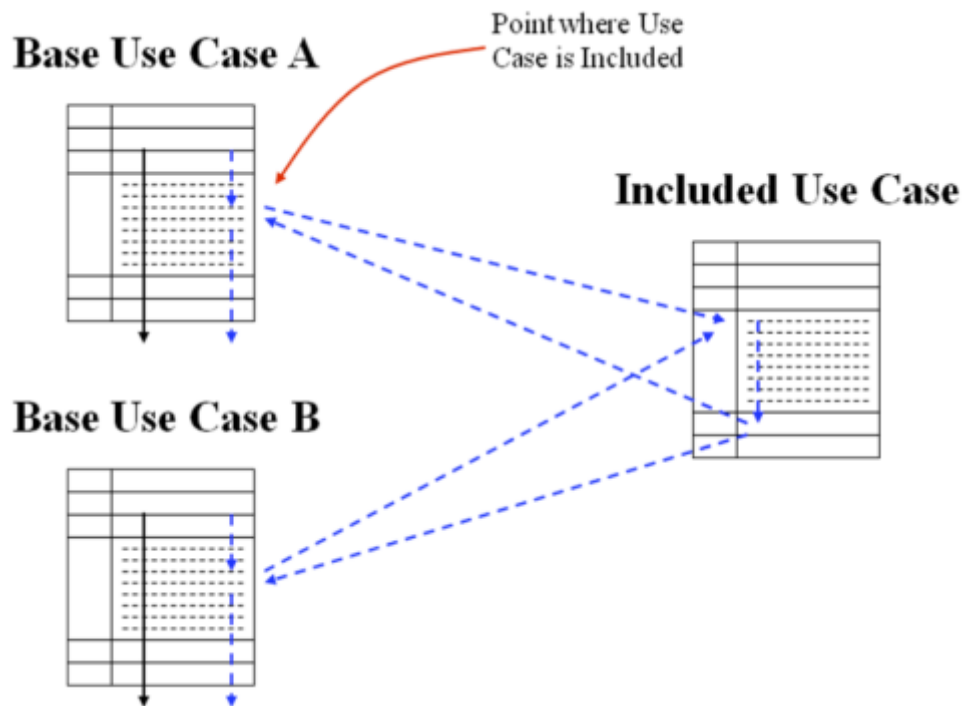 Point where Use
Case is Included
Base Use Case A
Included Use Case
Base Use Case B